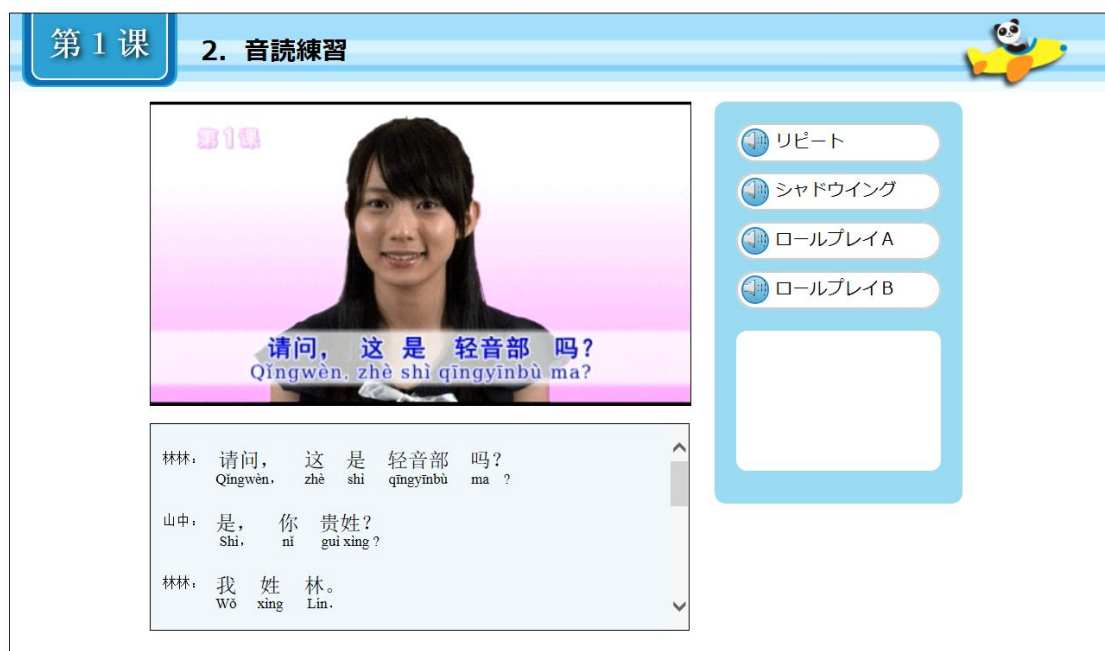 第1课
2. 音読練習
第1课
请问， 这 是 轻音部 吗？
Qǐngwèn, zhè shì qīngyīnbù ma?
リピート
シャドウイング
ロールプレイA
ロールプレイB
林林： 请问， 这 是 轻音部 吗？
Qǐngwèn, zhè shì qīngyīnbù ma ?
山中： 是， 你 贵姓？
Shì, nǐ guì xìng ?
林林： 我 姓 林。
Wǒ xìng Lín.